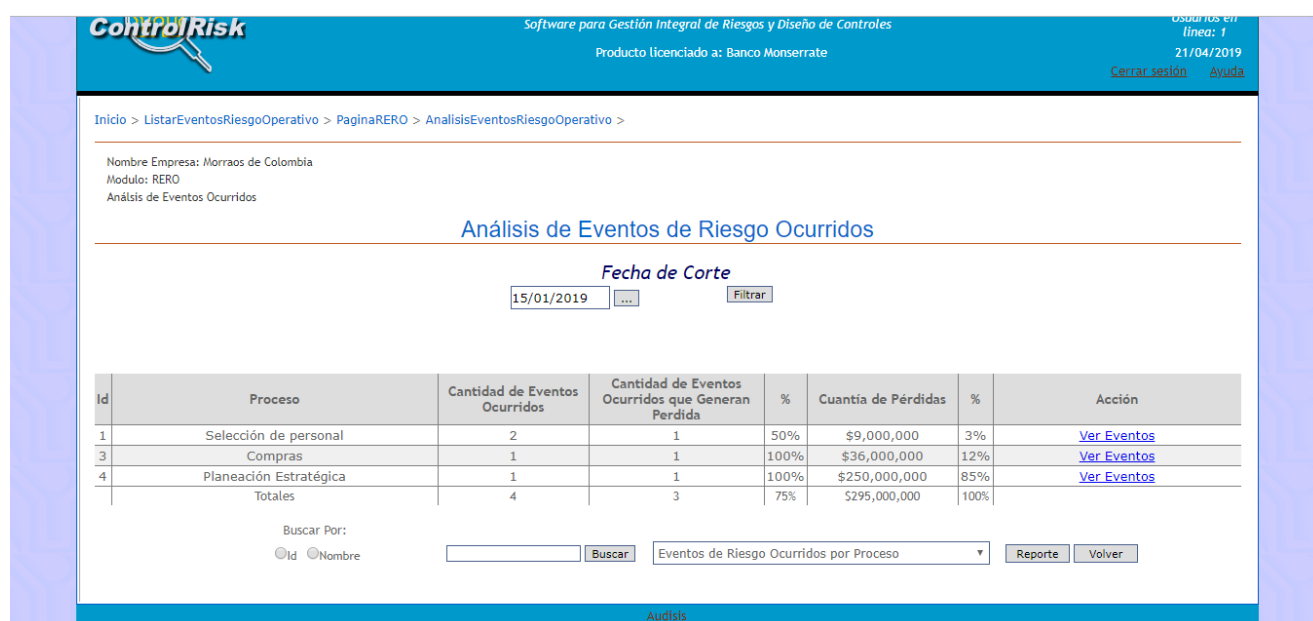 ControlRisk
Software para Gestión Integral de Riesgos y Diseño de Controles
Producto licenciado a: Banco Monserrate
Usuarios en
linea: 1
21/04/2019
Cerrar sesión Ayuda
Inicio > ListarEventosRiesgoOperativo > PaginaRERO > AnalisisEventosRiesgoOperativo >
Nombre Empresa: Morraos de Colombia
Modulo: RERO
Análsis de Eventos Ocurridos
Análisis de Eventos de Riesgo Ocurridos
Fecha de Corte
15/01/2019 ... Filtrar
Id Proceso Cantidad de Eventos Ocurridos Cantidad de Eventos Ocurridos que Generan Perdida % Cuantía de Pérdidas % Acción
1 Selección de personal 2 1 50% $9,000,000 3% Ver Eventos
3 Compras 1 1 100% $36,000,000 12% Ver Eventos
4 Planeación Estratégica 1 1 100% $250,000,000 85% Ver Eventos
Totales 4 3 75% $295,000,000 100%
Buscar Por:
Id Nombre Buscar Eventos de Riesgo Ocurridos por Proceso Reporte Volver
Audisis